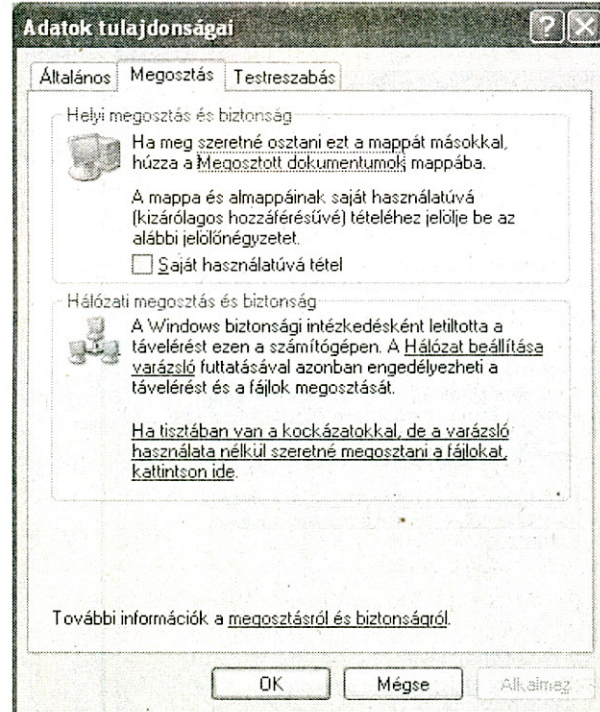 Adatok tulajdonságai
Általános Megosztás Testreszabás
Helyi megosztás és biztonság
Ha meg szeretné osztani ezt a mappát másokkal,
húzza a Megosztott dokumentumok mappába.
A mappa és almappáinak saját használatúvá
(kizárólagos hozzáférésűvé) tételéhez jelölje be az
alábbi jelölőnégyzetet.
Saját használatúvá tétel
Hálózati megosztás és biztonság
A Windows biztonsági intézkedésként letiltotta a
távelérést ezen a számítógépen. A Hálózat beállítása
varázsló futtatásával azonban engedélyezheti a
távelérést és a fájlok megosztását.
Ha tisztában van a kockázatokkal, de a varázsló
használata nélkül szeretné megosztani a fájlokat,
kattintson ide.
További információk a megosztásról és biztonságról.
OK Mégse Alkalmaz